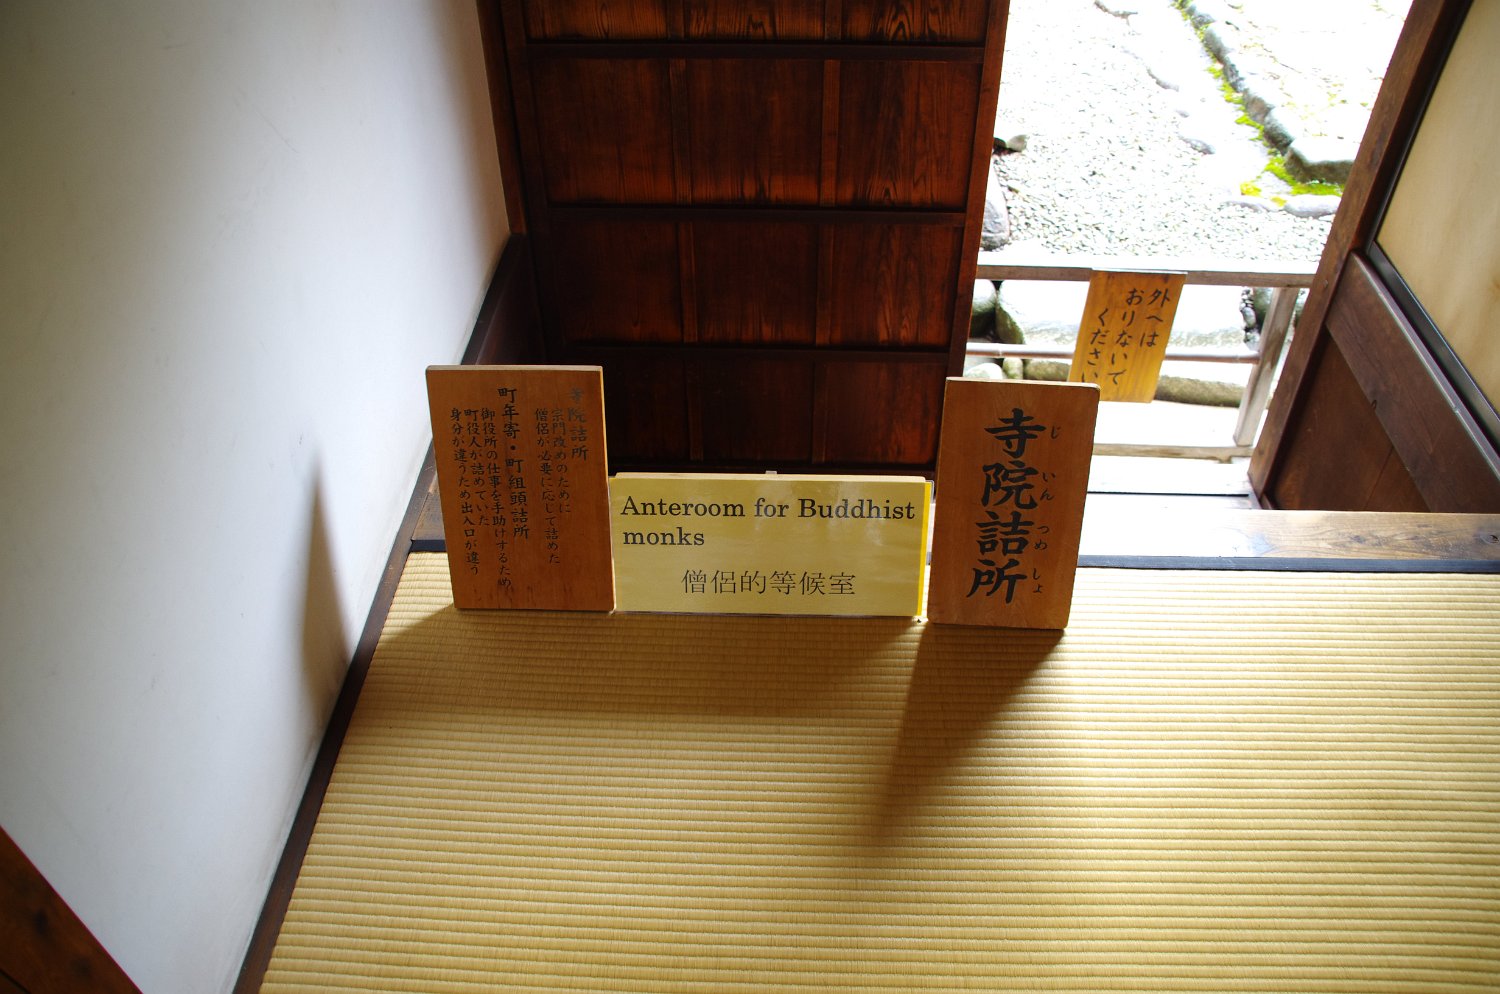 寺院詰所
宗門改めのために
僧侶が必要に応じて詰めた
町年寄・町組頭詰所
御役所の仕事を手助けするため、
町役人が詰めていた
身分が違うため出入口が違う
Anteroom for Buddhist
monks
僧侶的等候室
寺院詰所
じいんつめしょ
外へは
おりないで
ください